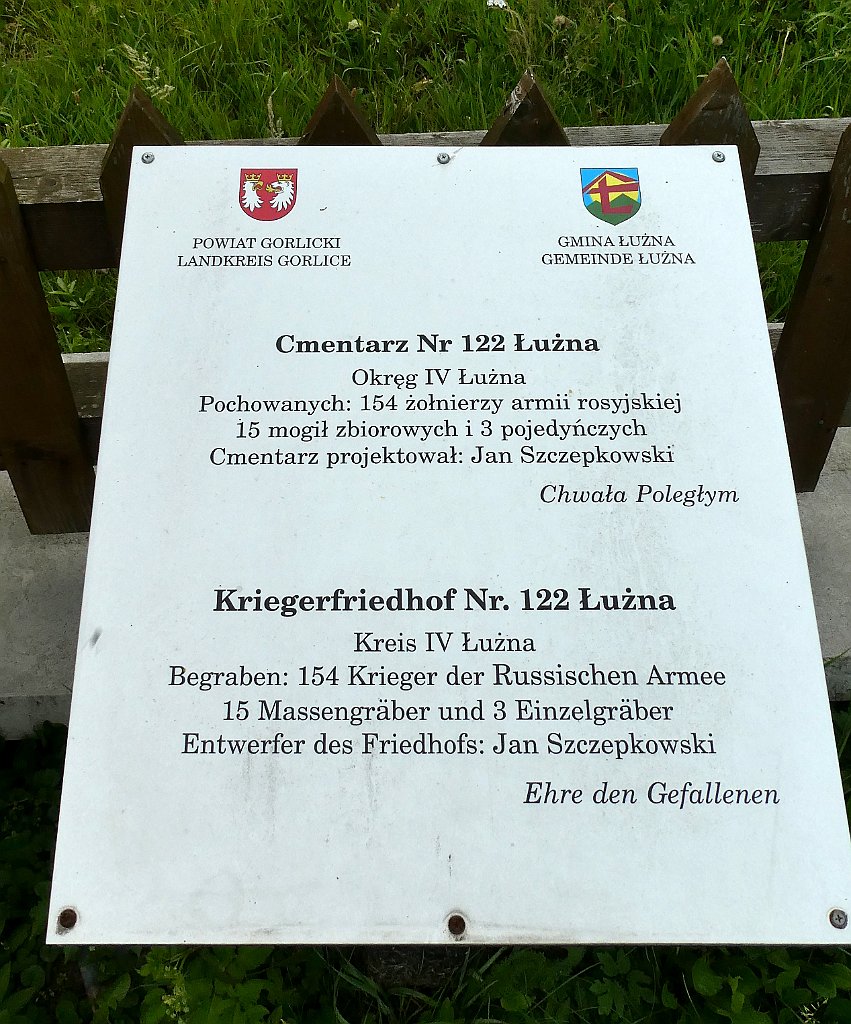 POWIAT GORLICKI
LANDKREIS GORLICE
GMINA ŁUŻNA
GEMEINDE ŁUŻNA
Cmentarz Nr 122 Łużna
Okręg IV Łużna
Pochowanych: 154 żołnierzy armii rosyjskiej
15 mogił zbiorowych i 3 pojedyńczych
Cmentarz projektował: Jan Szczepkowski
Chwała Poległym
Kriegerfriedhof Nr. 122 Łużna
Kreis IV Łużna
Begraben: 154 Krieger der Russischen Armee
15 Massengräber und 3 Einzelgräber
Entwerfer des Friedhofs: Jan Szczepkowski
Ehre den Gefallenen